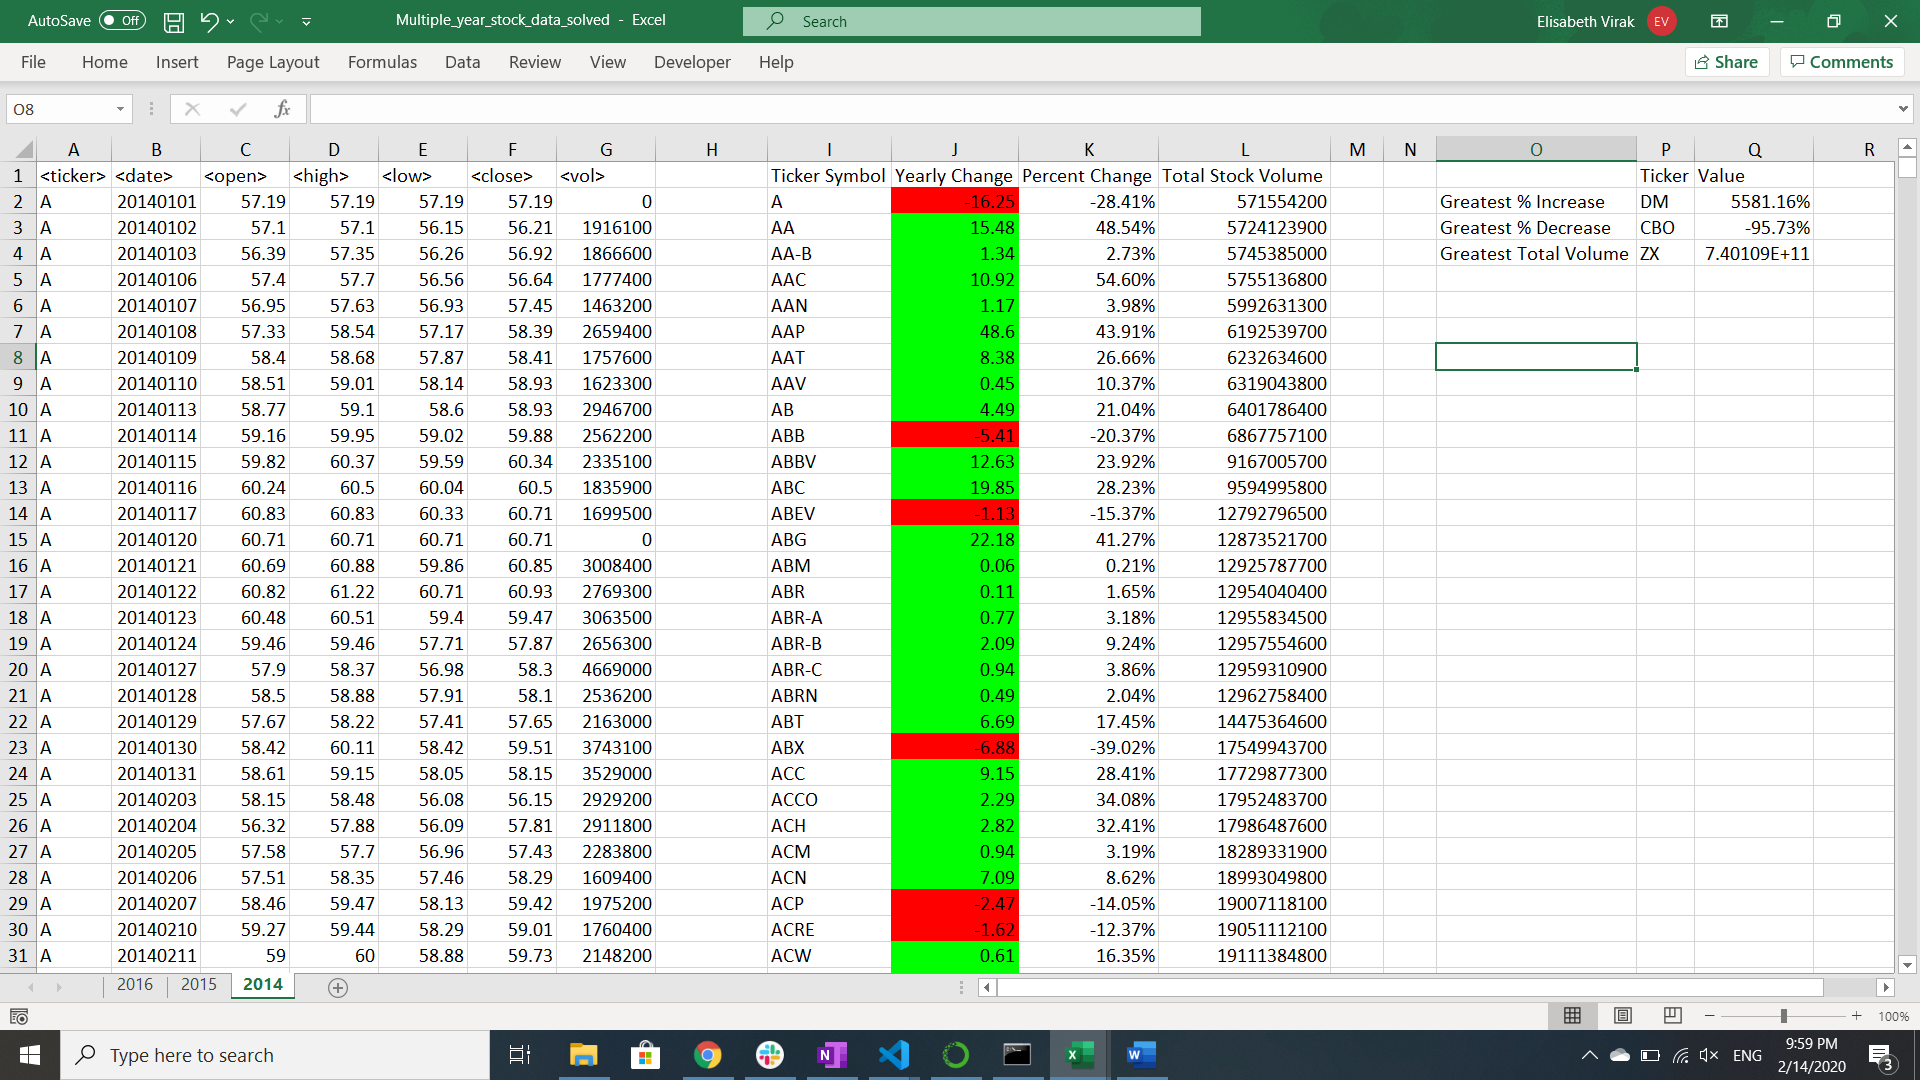 AutoSave Off Multiple_year_stock_data_solved - Excel Search Elisabeth Virak EV
File Home Insert Page Layout Formulas Data Review View Developer Help Share Comments
O8 fx
A B C D E F G H I J K L M N O P Q R
1 <ticker> <date> <open> <high> <low> <close> <vol> Ticker Symbol Yearly Change Percent Change Total Stock Volume Ticker Value
2 A 20140101 57.19 57.19 57.19 57.19 0 A -16.25 -28.41% 571554200 Greatest % Increase DM 5581.16%
3 A 20140102 57.1 57.1 56.15 56.21 1916100 AA 15.48 48.54% 5724123900 Greatest % Decrease CBO -95.73%
4 A 20140103 56.39 57.35 56.26 56.92 1866600 AA-B 1.34 2.73% 5745385000 Greatest Total Volume ZX 7.40109E+11
5 A 20140106 57.4 57.7 56.56 56.64 1777400 AAC 10.92 54.60% 5755136800
6 A 20140107 56.95 57.63 56.93 57.45 1463200 AAN 1.17 3.98% 5992631300
7 A 20140108 57.33 58.54 57.17 58.39 2659400 AAP 48.6 43.91% 6192539700
8 A 20140109 58.4 58.68 57.87 58.41 1757600 AAT 8.38 26.66% 6232634600
9 A 20140110 58.51 59.01 58.14 58.93 1623300 AAV 0.45 10.37% 6319043800
10 A 20140113 58.77 59.1 58.6 58.93 2946700 AB 4.49 21.04% 6401786400
11 A 20140114 59.16 59.95 59.02 59.88 2562200 ABB -5.41 -20.37% 6867757100
12 A 20140115 59.82 60.37 59.59 60.34 2335100 ABBV 12.63 23.92% 9167005700
13 A 20140116 60.24 60.5 60.04 60.5 1835900 ABC 19.85 28.23% 9594995800
14 A 20140117 60.83 60.83 60.33 60.71 1699500 ABEV -1.13 -15.37% 12792796500
15 A 20140120 60.71 60.71 60.71 60.71 0 ABG 22.18 41.27% 12873521700
16 A 20140121 60.69 60.88 59.86 60.85 3008400 ABM 0.06 0.21% 12925787700
17 A 20140122 60.82 61.22 60.71 60.93 2769300 ABR 0.11 1.65% 12954040400
18 A 20140123 60.48 60.51 59.4 59.47 3063500 ABR-A 0.77 3.18% 12955834500
19 A 20140124 59.46 59.46 57.71 57.87 2656300 ABR-B 2.09 9.24% 12957554600
20 A 20140127 57.9 58.37 56.98 58.3 4669000 ABR-C 0.94 3.86% 12959310900
21 A 20140128 58.5 58.88 57.91 58.1 2536200 ABRN 0.49 2.04% 12962758400
22 A 20140129 57.67 58.22 57.41 57.65 2163000 ABT 6.69 17.45% 14475364600
23 A 20140130 58.42 60.11 58.42 59.51 3743100 ABX -6.88 -39.02% 17549943700
24 A 20140131 58.61 59.15 58.05 58.15 3529000 ACC 9.15 28.41% 17729877300
25 A 20140203 58.15 58.48 56.08 56.15 2929200 ACCO 2.29 34.08% 17952483700
26 A 20140204 56.32 57.88 56.09 57.81 2911800 ACH 2.82 32.41% 17986487600
27 A 20140205 57.58 57.7 56.96 57.43 2283800 ACM 0.94 3.19% 18289331900
28 A 20140206 57.51 58.35 57.46 58.29 1609400 ACN 7.09 8.62% 18993049800
29 A 20140207 58.46 59.47 58.13 59.42 1975200 ACP -2.47 -14.05% 19007118100
30 A 20140210 59.27 59.44 58.29 59.01 1760400 ACRE -1.62 -12.37% 19051112100
31 A 20140211 59 60 58.88 59.73 2148200 ACW 0.61 16.35% 19111384800
2016 2015 2014
100%
Type here to search ENG 9:59 PM
2/14/2020 3